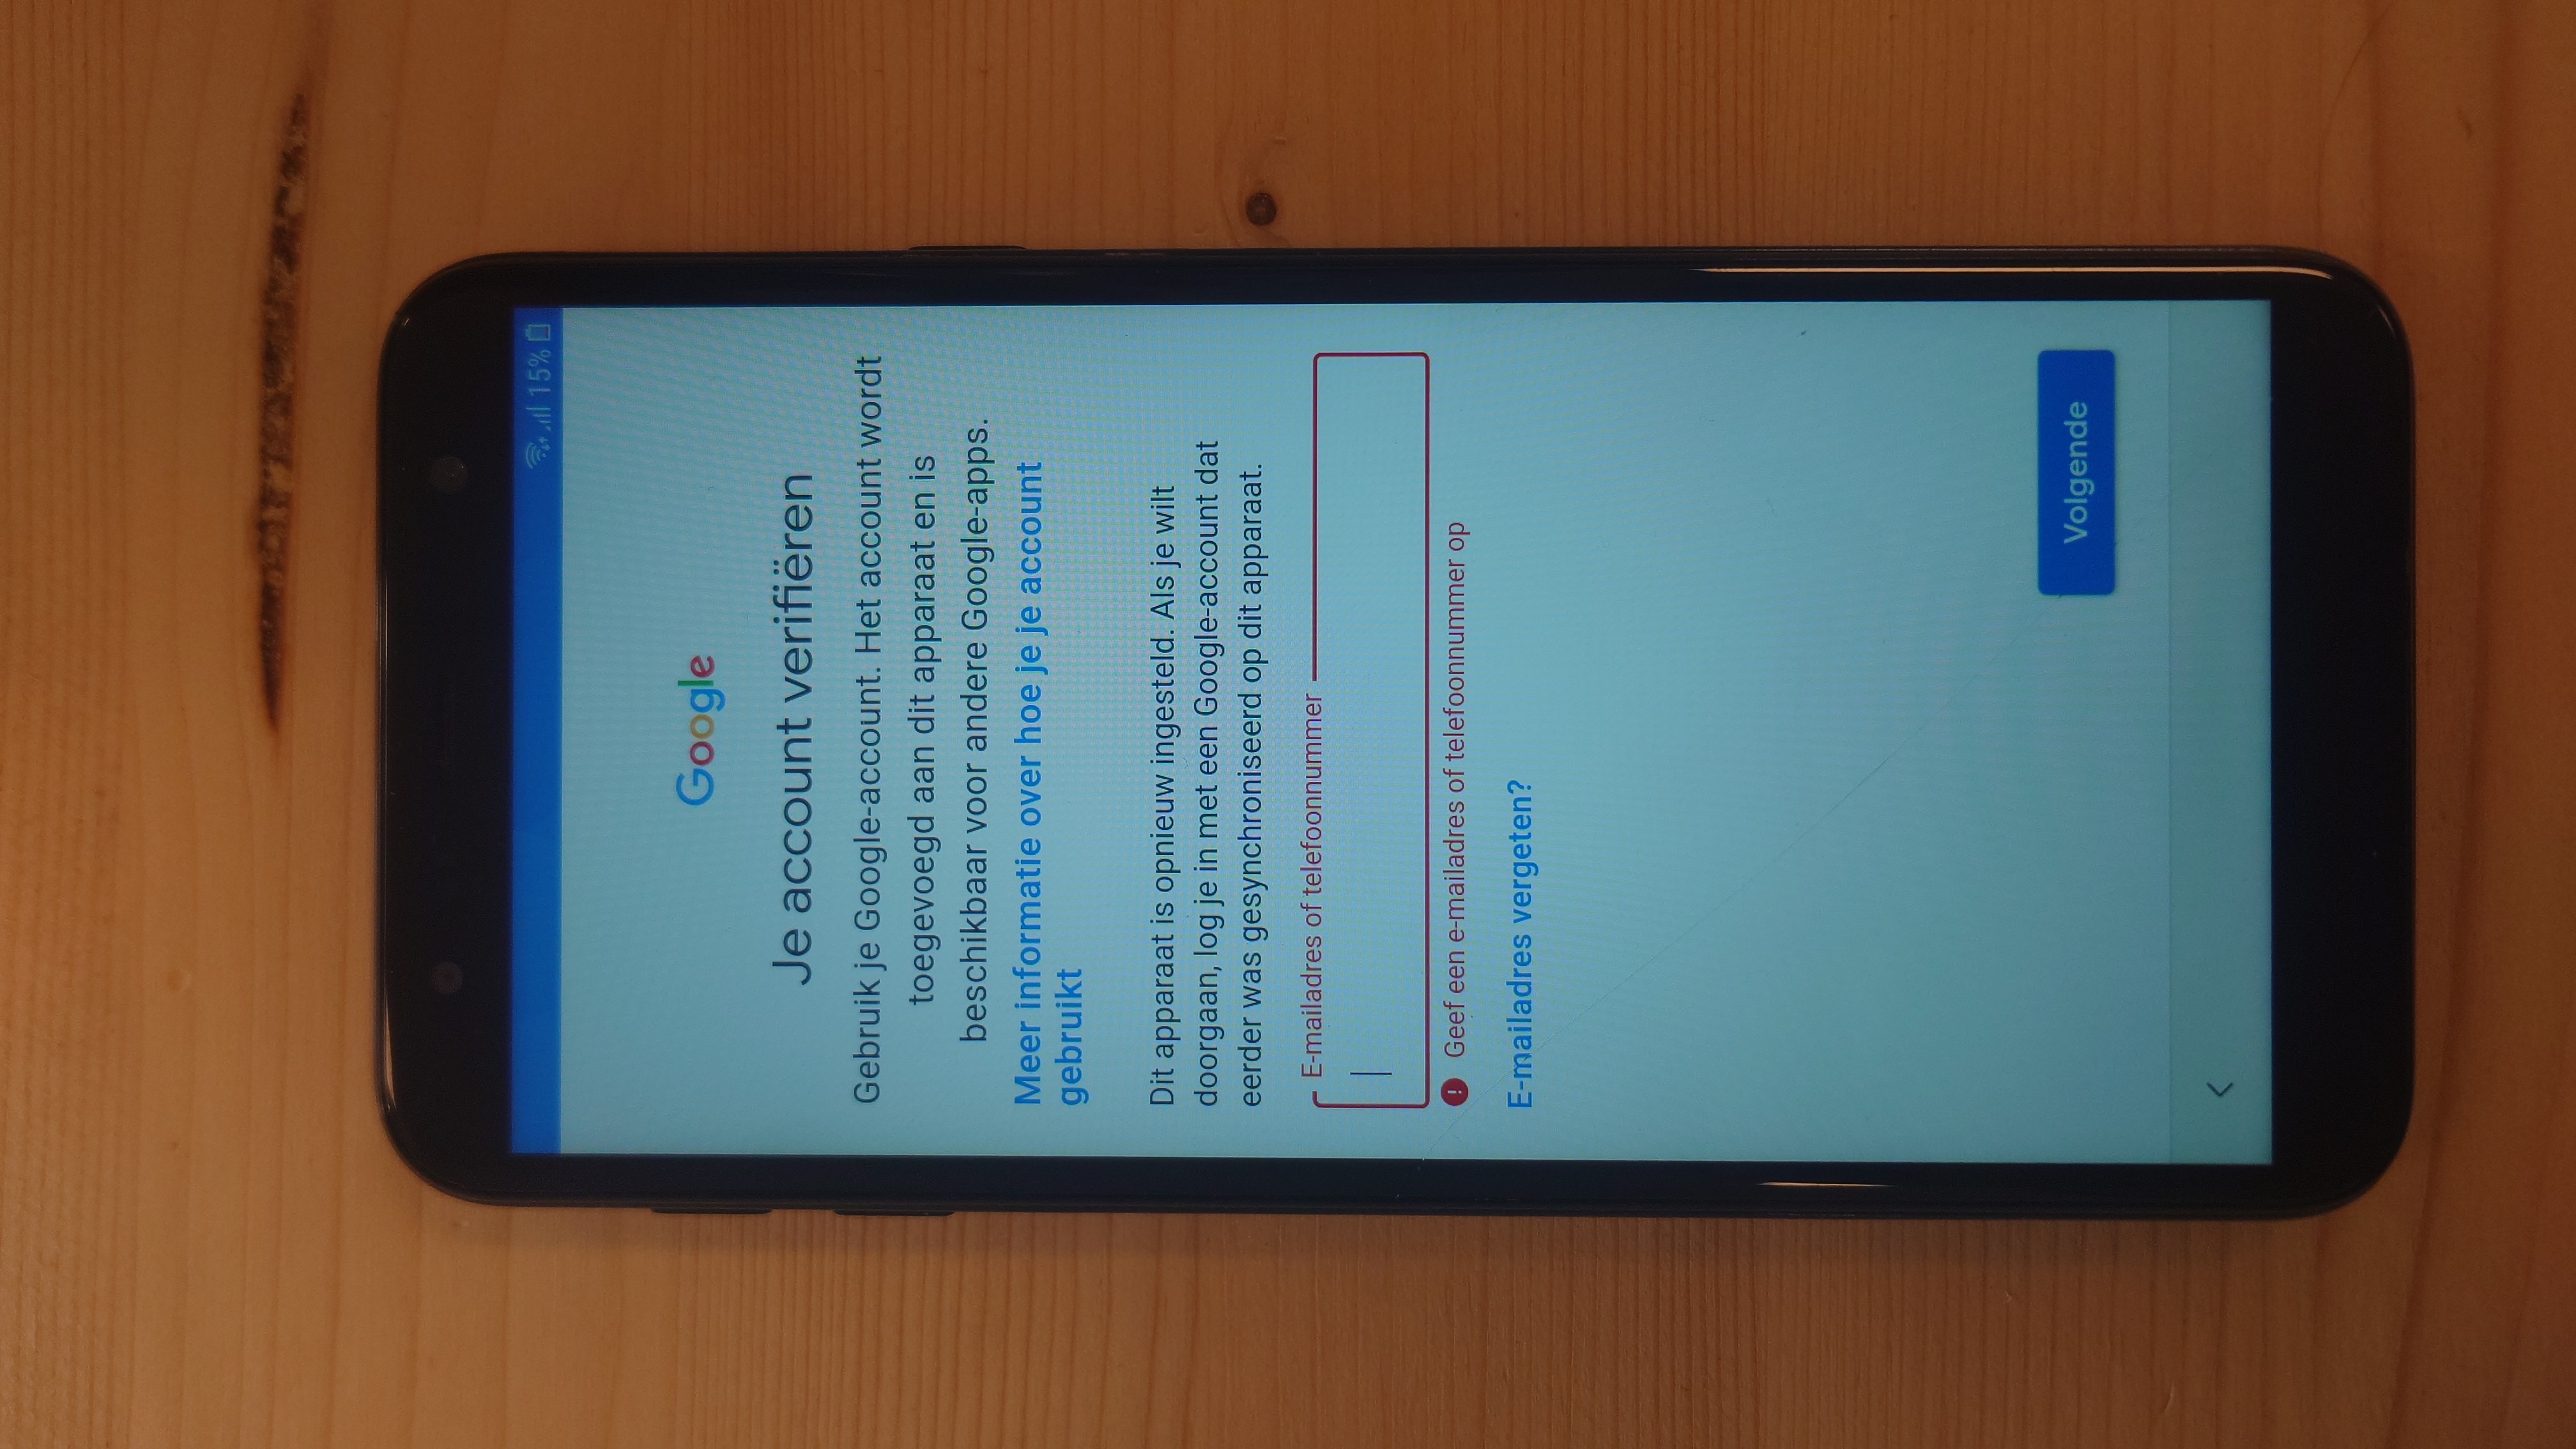 15%
Google
Je account verifiëren
Gebruik je Google-account. Het account wordt
toegevoegd aan dit apparaat en is
beschikbaar voor andere Google-apps.
Meer informatie over hoe je je account
gebruikt
Dit apparaat is opnieuw ingesteld. Als je wilt
doorgaan, log je in met een Google-account dat
eerder was gesynchroniseerd op dit apparaat.
E-mailadres of telefoonnummer
Geef een e-mailadres of telefoonnummer op
E-mailadres vergeten?
Volgende